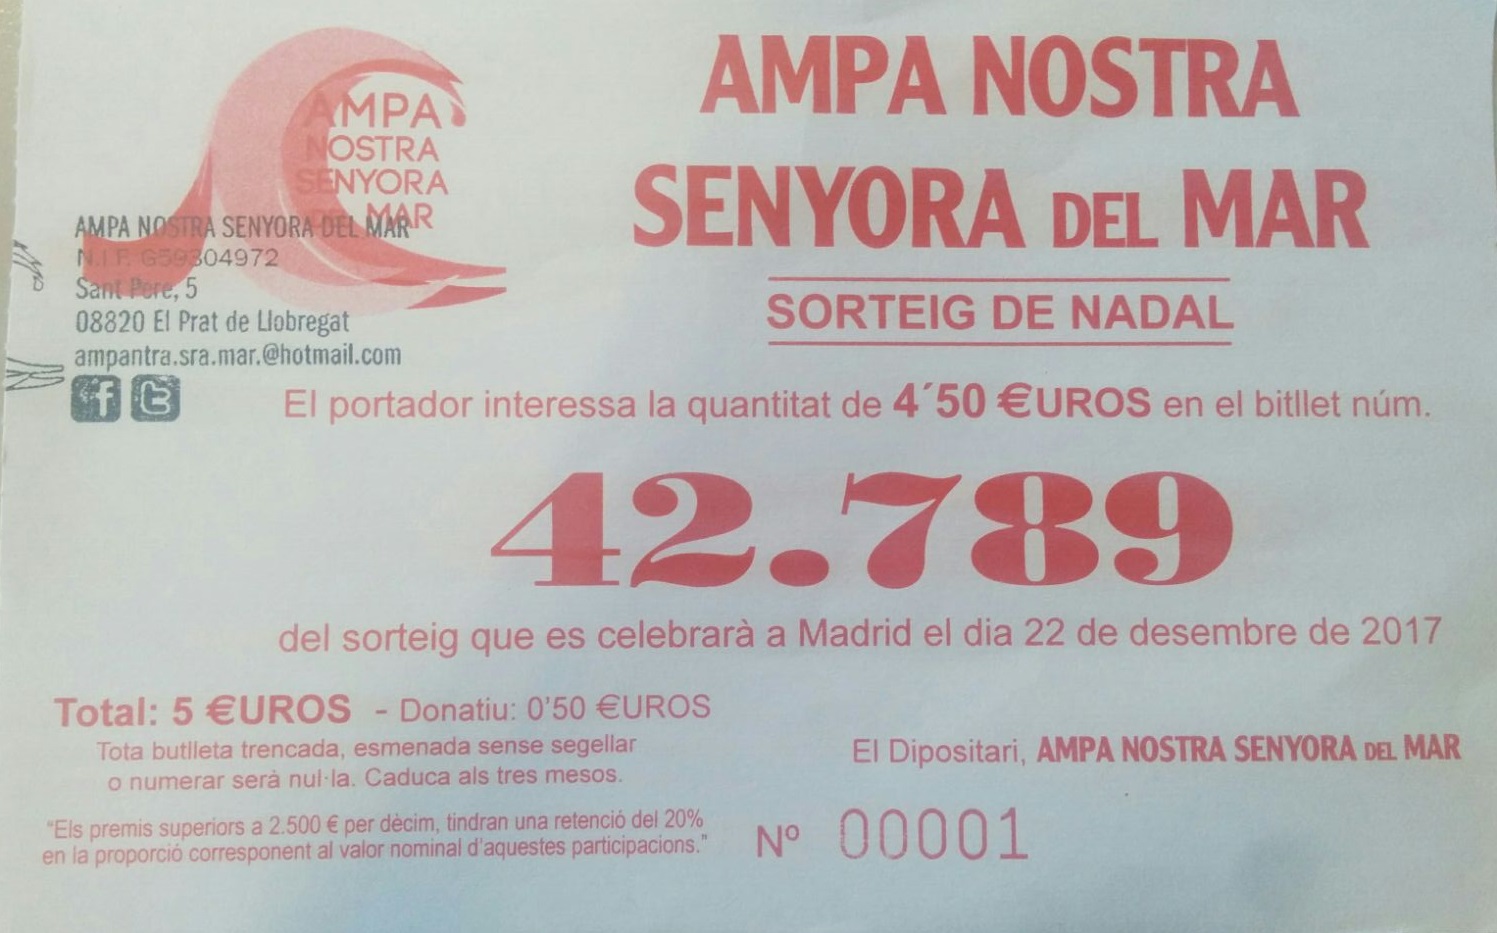 AMPA
NOSTRA
SENYORA
DEL MAR
AMPA NOSTRA SENYORA DEL MAR
N.I.F. G59304972
Sant Pere, 5
08820 El Prat de Llobregat
ampantra.sra.mar.@hotmail.com
AMPA NOSTRA
SENYORA DEL MAR
SORTEIG DE NADAL
El portador interessa la quantitat de 4´50 €UROS en el bitllet núm.
42.789
del sorteig que es celebrarà a Madrid el dia 22 de desembre de 2017
Total: 5 €UROS - Donatiu: 0'50 €UROS
Tota butlleta trencada, esmenada sense segellar
o numerar serà nul·la. Caduca als tres mesos.
El Dipositari, AMPA NOSTRA SENYORA DEL MAR
"Els premis superiors a 2.500 € per dècim, tindran una retenció del 20%
en la proporció corresponent al valor nominal d'aquestes participacions."
Nº 00001